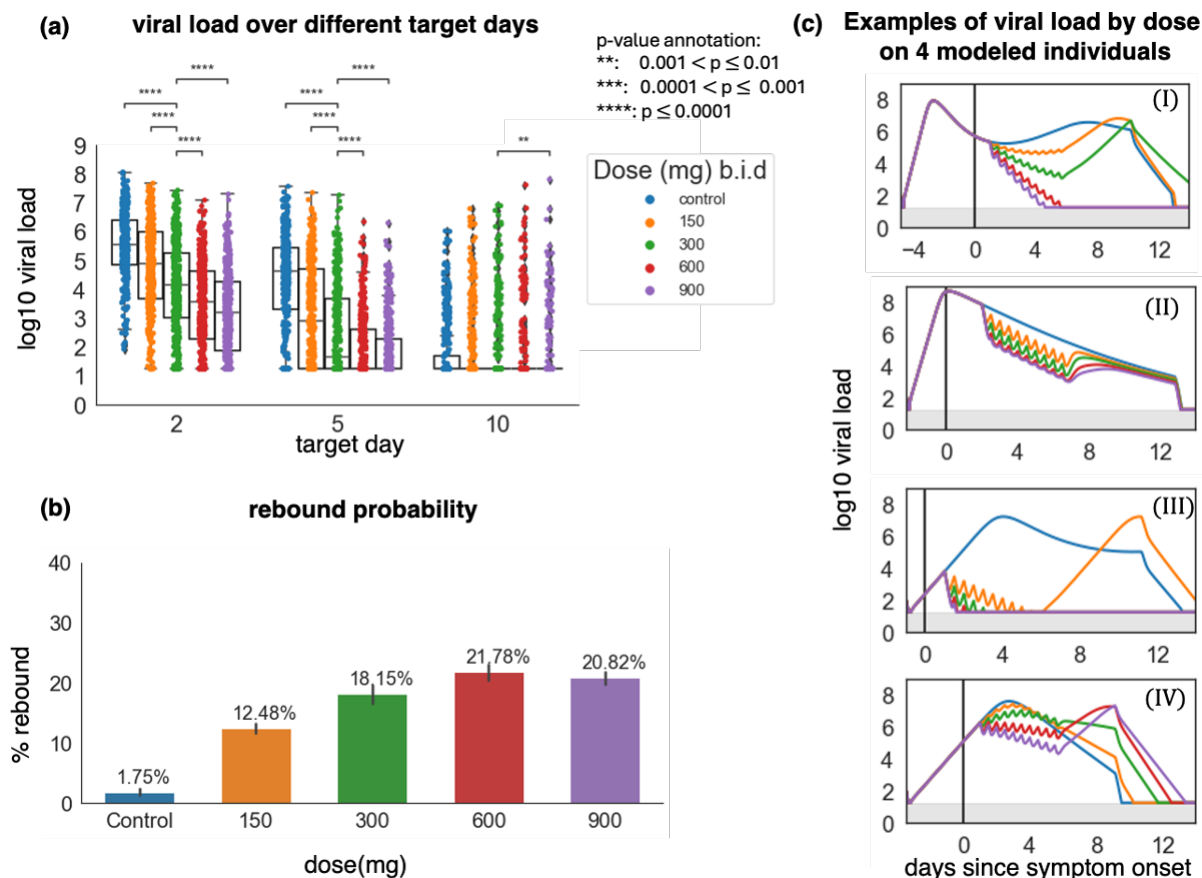 (a)
viral load over different target days
p-value annotation:
**: 0.001 < p ≤ 0.01
***: 0.0001 < p ≤ 0.001
****: p ≤ 0.0001
**** ****
**** ****
**** ****
**** **** **
log10 viral load
9
8
7
6
5
4
3
2
1
0
2 5 10
target day
Dose (mg) b.i.d
control
150
300
600
900
(b)
rebound probability
% rebound
40
30
20
10
0
1.75%
12.48%
18.15%
21.78%
20.82%
Control 150 300 600 900
dose(mg)
(c)
Examples of viral load by dose
on 4 modeled individuals
log10 viral load
(I)
8
6
4
2
0
−4 0 4 8 12
(II)
8
6
4
2
0
0 4 8 12
(III)
8
6
4
2
0
0 4 8 12
(IV)
8
6
4
2
0
0 4 8 12
days since symptom onset